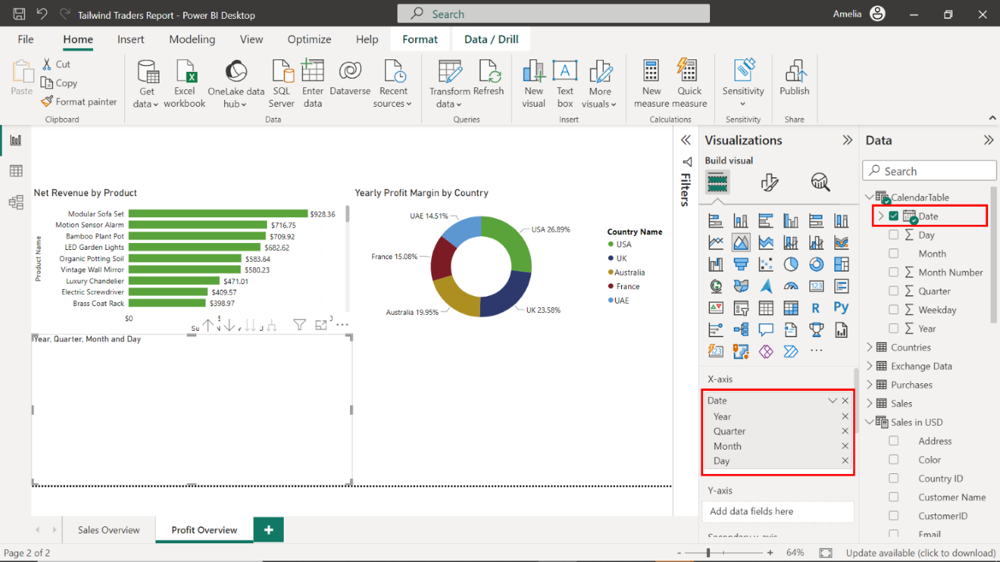 Tailwind Traders Report - Power BI Desktop
Search
Amelia
File
Home
Insert
Modeling
View
Optimize
Help
Format
Data / Drill
Paste
Cut
Copy
Format painter
Clipboard
Get
data
Excel
workbook
OneLake data
hub
SQL
Server
Enter
data
Dataverse
Recent
sources
Data
Transform
data
Refresh
Queries
New
visual
Text
box
More
visuals
Insert
New
measure
Quick
measure
Calculations
Sensitivity
Sensitivity
Publish
Share
Net Revenue by Product
Product Name
Modular Sofa Set $928.36
Motion Sensor Alarm $716.75
Bamboo Plant Pot $709.92
LED Garden Lights $682.62
Organic Potting Soil $583.64
Vintage Wall Mirror $580.23
Luxury Chandelier $471.01
Electric Screwdriver $409.57
Brass Coat Rack $398.97
$0
Year, Quarter, Month and Day
Yearly Profit Margin by Country
UAE 14.51%
USA 26.89%
France 15.08%
Australia 19.95%
UK 23.58%
Country Name
USA
UK
Australia
France
UAE
Filters
Visualizations
Build visual
123
R
Py
123
X-axis
Date
Year
Quarter
Month
Day
Y-axis
Add data fields here
Secondary y-axis
Data
Search
CalendarTable
Date
Day
Month
Month Number
Quarter
Weekday
Year
Countries
Exchange Data
Purchases
Sales
Sales in USD
Address
Color
Country ID
Customer Name
CustomerID
Email
Sales Overview
Profit Overview
Page 2 of 2
64%
Update available (click to download)